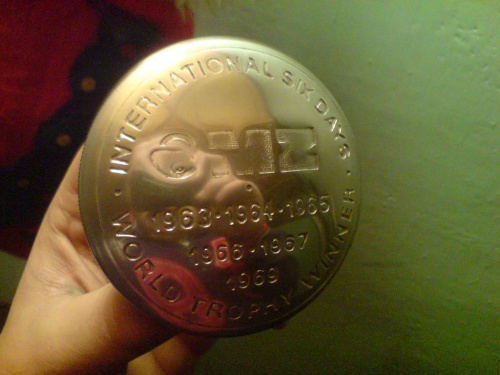 · INTERNATIONAL SIX DAYS ·
MZ
1963·1964·1965
1966·1967
1969
WORLD TROPHY WINNER